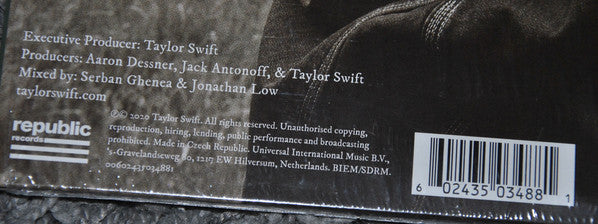 Executive Producer: Taylor Swift
Producers: Aaron Dessner, Jack Antonoff, & Taylor Swift
Mixed by: Serban Ghenea & Jonathan Low
taylorswift.com
℗© 2020 Taylor Swift. All rights reserved. Unauthorised copying,
reproduction, hiring, lending, public performance and broadcasting
prohibited. Made in Czech Republic. Universal International Music B.V.,
's-Gravelandseweg 80, 1217 EW Hilversum, Netherlands. BIEM/SDRM.
00602435034881
republic
records
6 02435 03488 1